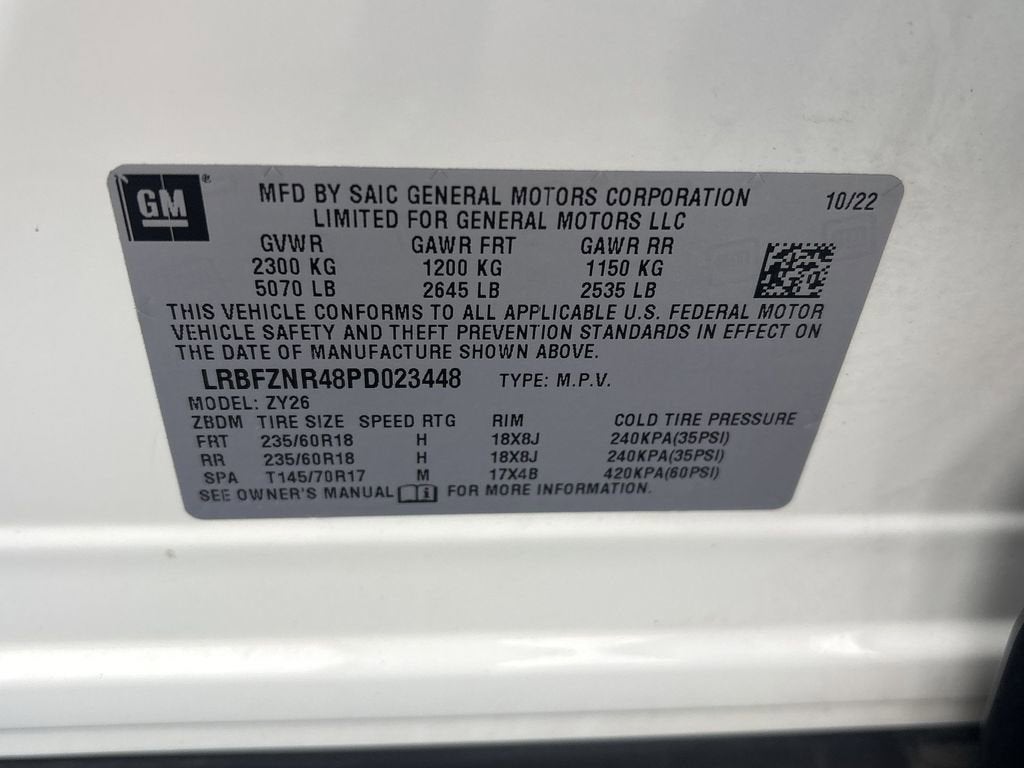 GM ®
MFD BY SAIC GENERAL MOTORS CORPORATION 10/22
LIMITED FOR GENERAL MOTORS LLC
GVWR GAWR FRT GAWR RR
2300 KG 1200 KG 1150 KG
5070 LB 2645 LB 2535 LB
THIS VEHICLE CONFORMS TO ALL APPLICABLE U.S. FEDERAL MOTOR
VEHICLE SAFETY AND THEFT PREVENTION STANDARDS IN EFFECT ON
THE DATE OF MANUFACTURE SHOWN ABOVE.
LRBFZNR48PD023448 TYPE: M.P.V.
MODEL: ZY26
ZBDM TIRE SIZE SPEED RTG RIM COLD TIRE PRESSURE
FRT 235/60R18 H 18X8J 240KPA(35PSI)
RR 235/60R18 H 18X8J 240KPA(35PSI)
SPA T145/70R17 M 17X4B 420KPA(60PSI)
SEE OWNER'S MANUAL i FOR MORE INFORMATION.